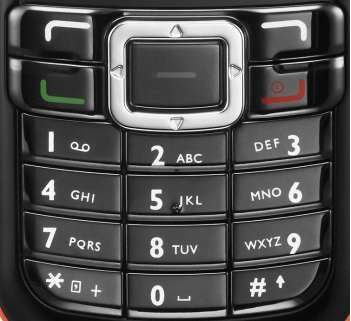 1 2 ABC DEF 3
4 GHI 5 JKL MNO 6
7 PQRS 8 TUV WXYZ 9
* + 0 #